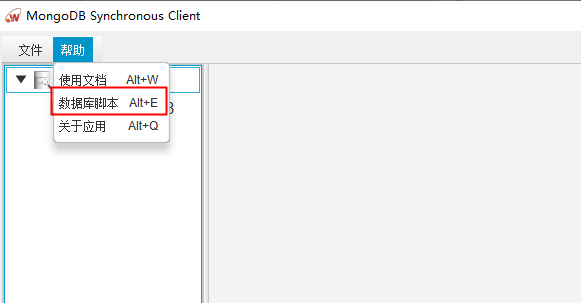 MongoDB Synchronous Client
文件 帮助
使用文档 Alt+W
数据库脚本 Alt+E
关于应用 Alt+Q